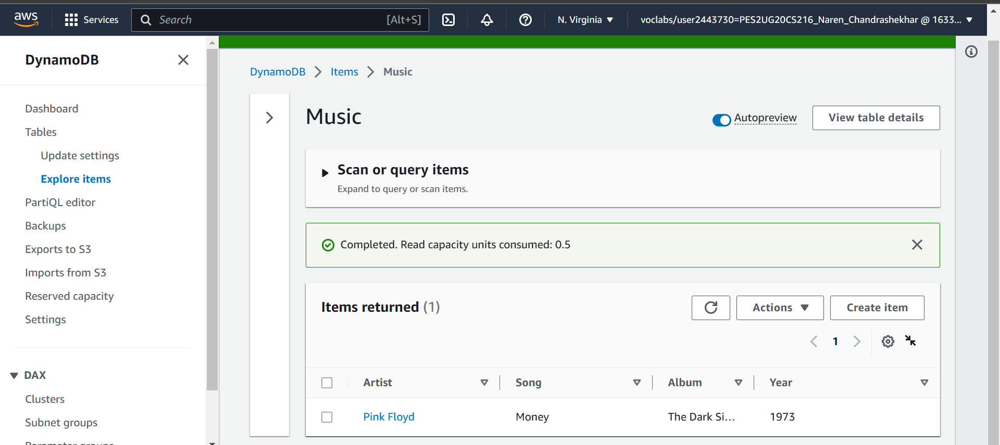 aws
Services
Search [Alt+S]
N. Virginia
voclabs/user2443730=PES2UG20CS216_Naren_Chandrashekhar @ 1633...
DynamoDB
Dashboard
Tables
Update settings
Explore items
PartiQL editor
Backups
Exports to S3
Imports from S3
Reserved capacity
Settings
DAX
Clusters
Subnet groups
Parameter groups
DynamoDB Items Music
Music
Autopreview
View table details
Scan or query items
Expand to query or scan items.
Completed. Read capacity units consumed: 0.5
Items returned (1)
Actions
Create item
1
Artist Song Album Year
Pink Floyd Money The Dark Si... 1973